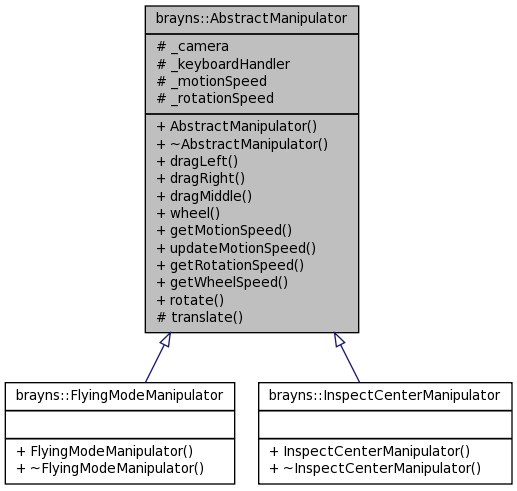 brayns::AbstractManipulator
# _camera
# _keyboardHandler
# _motionSpeed
# _rotationSpeed
+ AbstractManipulator()
+ ~AbstractManipulator()
+ dragLeft()
+ dragRight()
+ dragMiddle()
+ wheel()
+ getMotionSpeed()
+ updateMotionSpeed()
+ getRotationSpeed()
+ getWheelSpeed()
+ rotate()
# translate()
brayns::FlyingModeManipulator
+ FlyingModeManipulator()
+ ~FlyingModeManipulator()
brayns::InspectCenterManipulator
+ InspectCenterManipulator()
+ ~InspectCenterManipulator()